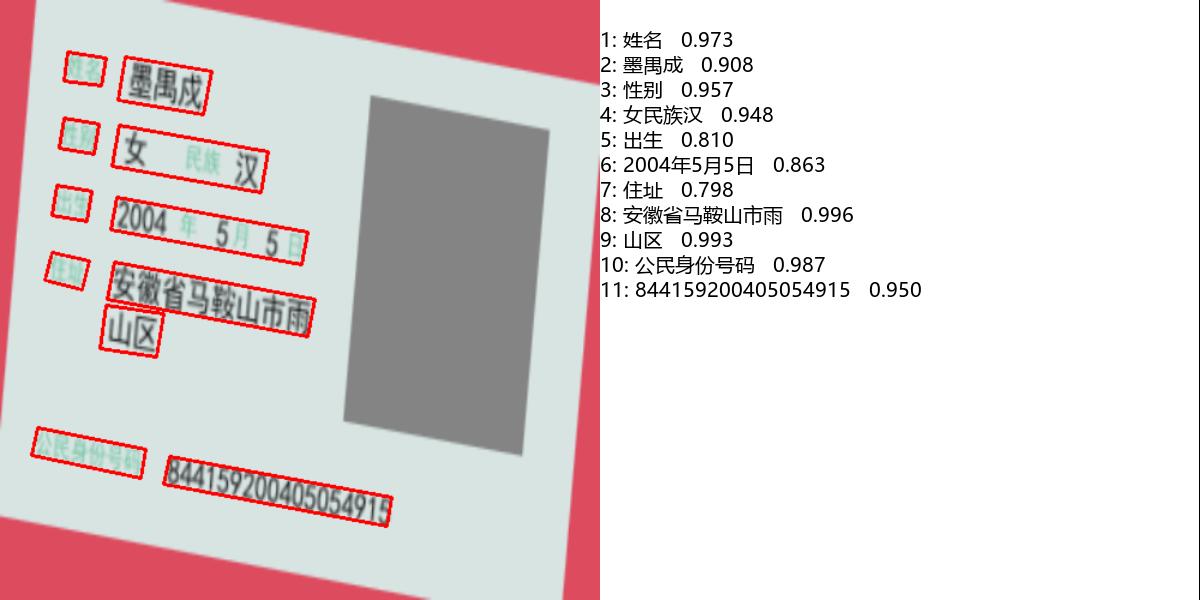 姓名 墨禺戍
性别 女 民族 汉
出生 2004 年 5 月 5 日
住址 安徽省马鞍山市雨
山区
公民身份号码 844159200405054915
1: 姓名 0.973
2: 墨禺成 0.908
3: 性别 0.957
4: 女民族汉 0.948
5: 出生 0.810
6: 2004年5月5日 0.863
7: 住址 0.798
8: 安徽省马鞍山市雨 0.996
9: 山区 0.993
10: 公民身份号码 0.987
11: 844159200405054915 0.950